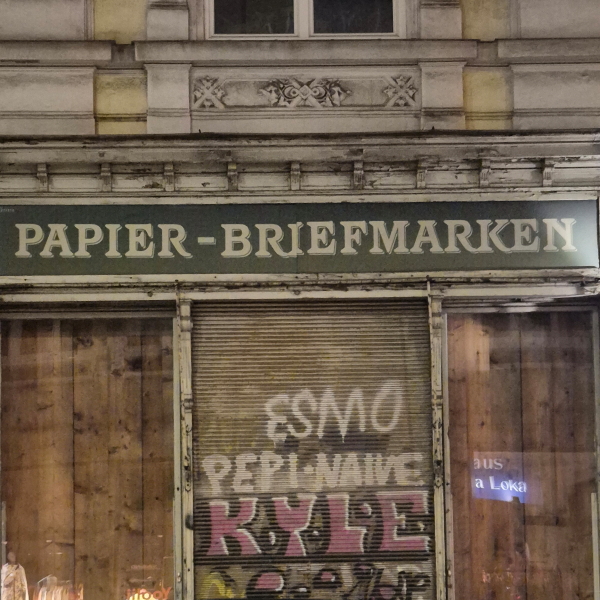 PAPIER-BRIEFMARKEN
ESMO
PEPI·NAIVE
KYLE
aus
a Loka